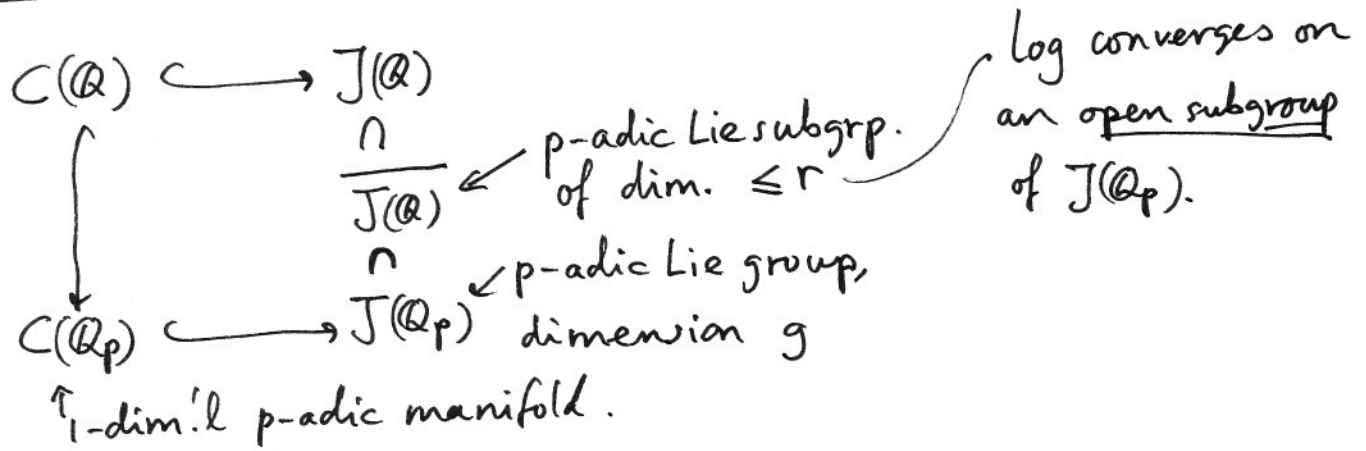 C(ℚ) ↪ J(ℚ)
∩
p-adic Lie subgrp.
of dim. ≤ r
log converges on
an open subgroup
of J(ℚp).
J(ℚ)
∩
p-adic Lie group,
dimension g
C(ℚp) ↪ J(ℚp)
1-dim'l p-adic manifold.